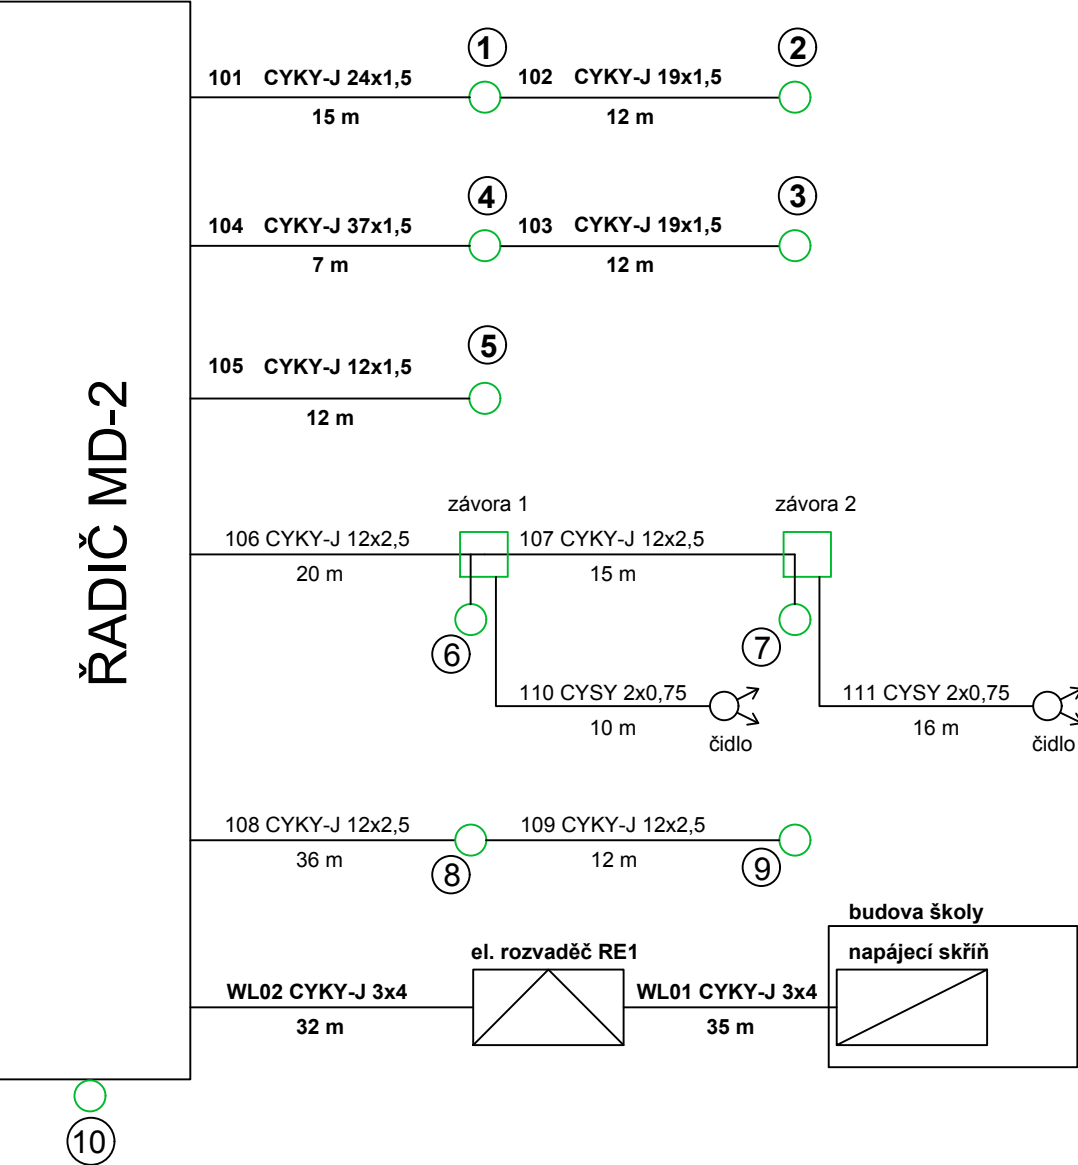 ŘADIČ MD-2
1
2
101 CYKY-J 24x1,5
102 CYKY-J 19x1,5
15 m
12 m
4
3
104 CYKY-J 37x1,5
103 CYKY-J 19x1,5
7 m
12 m
5
105 CYKY-J 12x1,5
12 m
závora 1
závora 2
106 CYKY-J 12x2,5
107 CYKY-J 12x2,5
20 m
15 m
6
7
110 CYSY 2x0,75
111 CYSY 2x0,75
10 m
16 m
čidlo
čidlo
108 CYKY-J 12x2,5
109 CYKY-J 12x2,5
36 m
12 m
8
9
budova školy
el. rozvaděč RE1
napájecí skříň
WL02 CYKY-J 3x4
WL01 CYKY-J 3x4
32 m
35 m
10